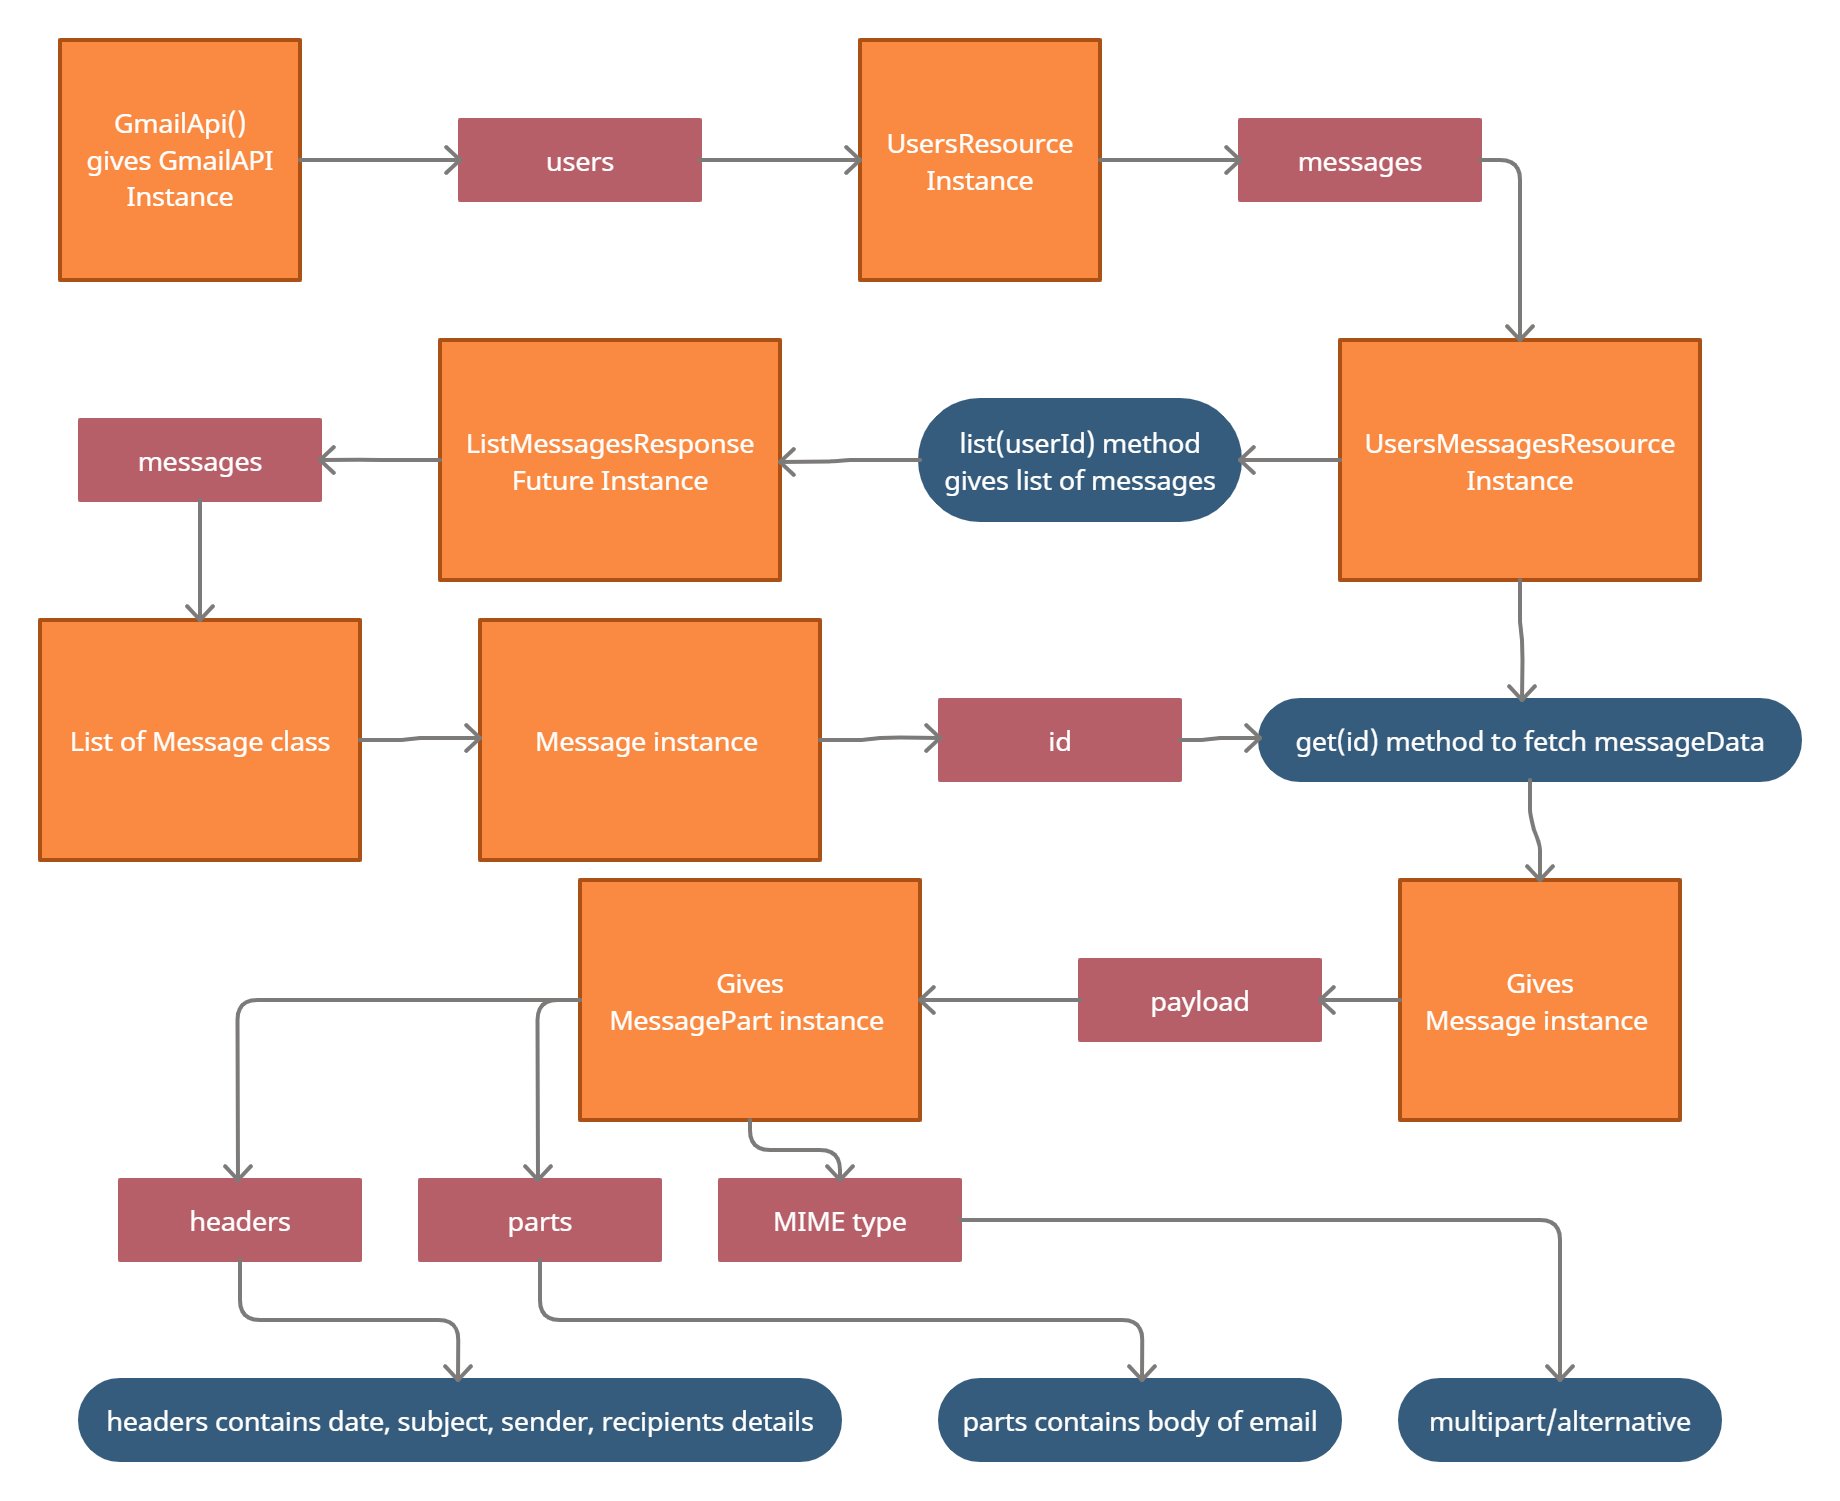 GmailApi()
gives GmailAPI
Instance
users
UsersResource
Instance
messages
messages
ListMessagesResponse
Future Instance
list(userId) method
gives list of messages
UsersMessagesResource
Instance
List of Message class
Message instance
id
get(id) method to fetch messageData
Gives
MessagePart instance
payload
Gives
Message instance
headers
parts
MIME type
headers contains date, subject, sender, recipients details
parts contains body of email
multipart/alternative